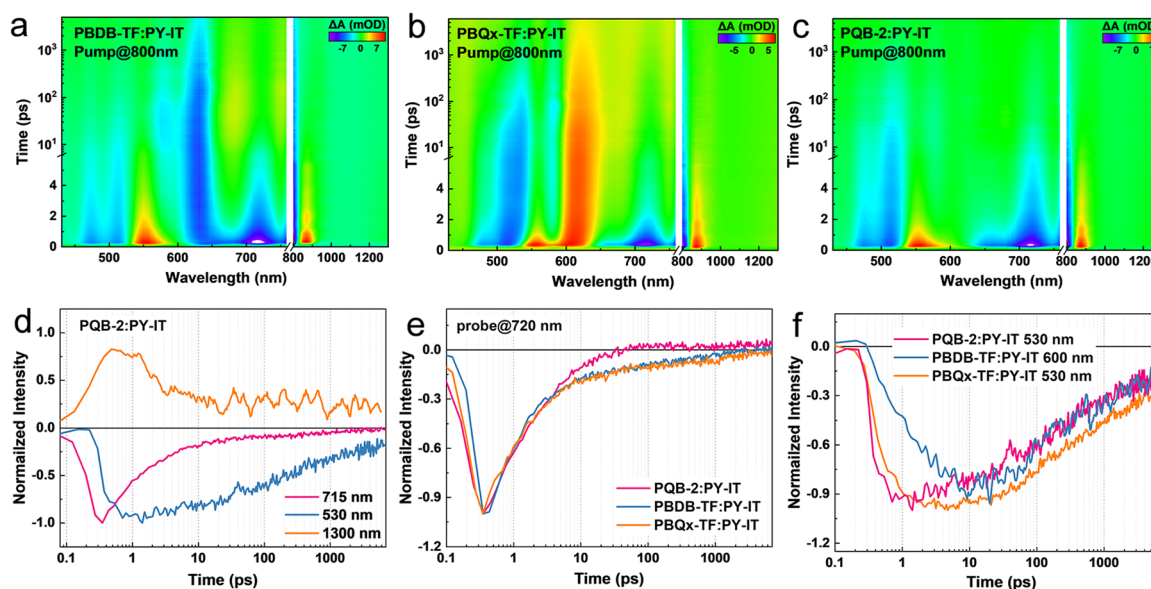 a
PBDB-TF:PY-IT
Pump@800nm
ΔA (mOD)
-7 0 7
Time (ps)
10³
10²
10¹
4
2
0
500 600 700 800 1000 1200
Wavelength (nm)
b
PBQx-TF:PY-IT
Pump@800nm
ΔA (mOD)
-5 0 5
Time (ps)
10³
10²
10¹
4
2
0
500 600 700 800 1000 1200
Wavelength (nm)
c
PQB-2:PY-IT
Pump@800nm
ΔA (mOD)
-7 0
Time (ps)
10³
10²
10¹
4
2
0
500 600 700 800 1000 1200
Wavelength (nm)
d
PQB-2:PY-IT
Normalized Intensity
1.0
0.5
0.0
-0.5
-1.0
715 nm
530 nm
1300 nm
0.1 1 10 100 1000
Time (ps)
e
probe@720 nm
Normalized Intensity
0.0
-0.3
-0.6
-0.9
-1.2
PQB-2:PY-IT
PBDB-TF:PY-IT
PBQx-TF:PY-IT
0.1 1 10 100 1000
Time (ps)
f
Normalized Intensity
0.0
-0.3
-0.6
-0.9
-1.2
PQB-2:PY-IT 530 nm
PBDB-TF:PY-IT 600 nm
PBQx-TF:PY-IT 530 nm
0.1 1 10 100 1000
Time (ps)